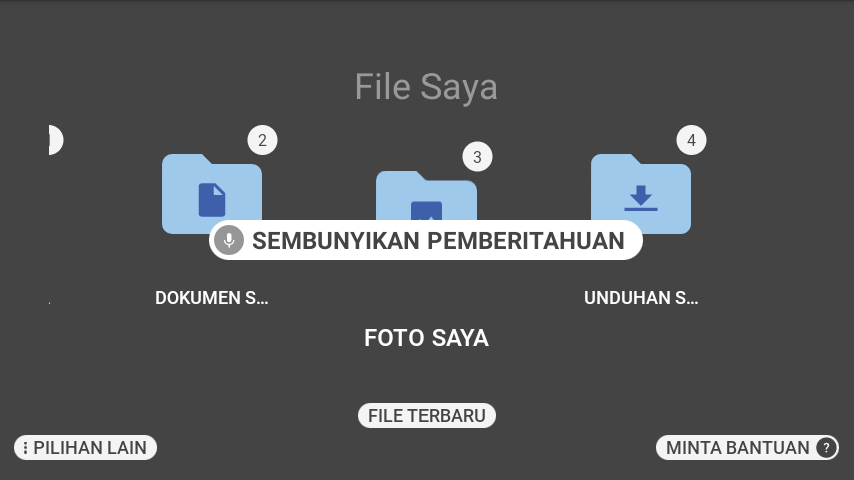 File Saya
2
3
4
SEMBUNYIKAN PEMBERITAHUAN
DOKUMEN S...
UNDUHAN S...
FOTO SAYA
FILE TERBARU
PILIHAN LAIN
MINTA BANTUAN ?